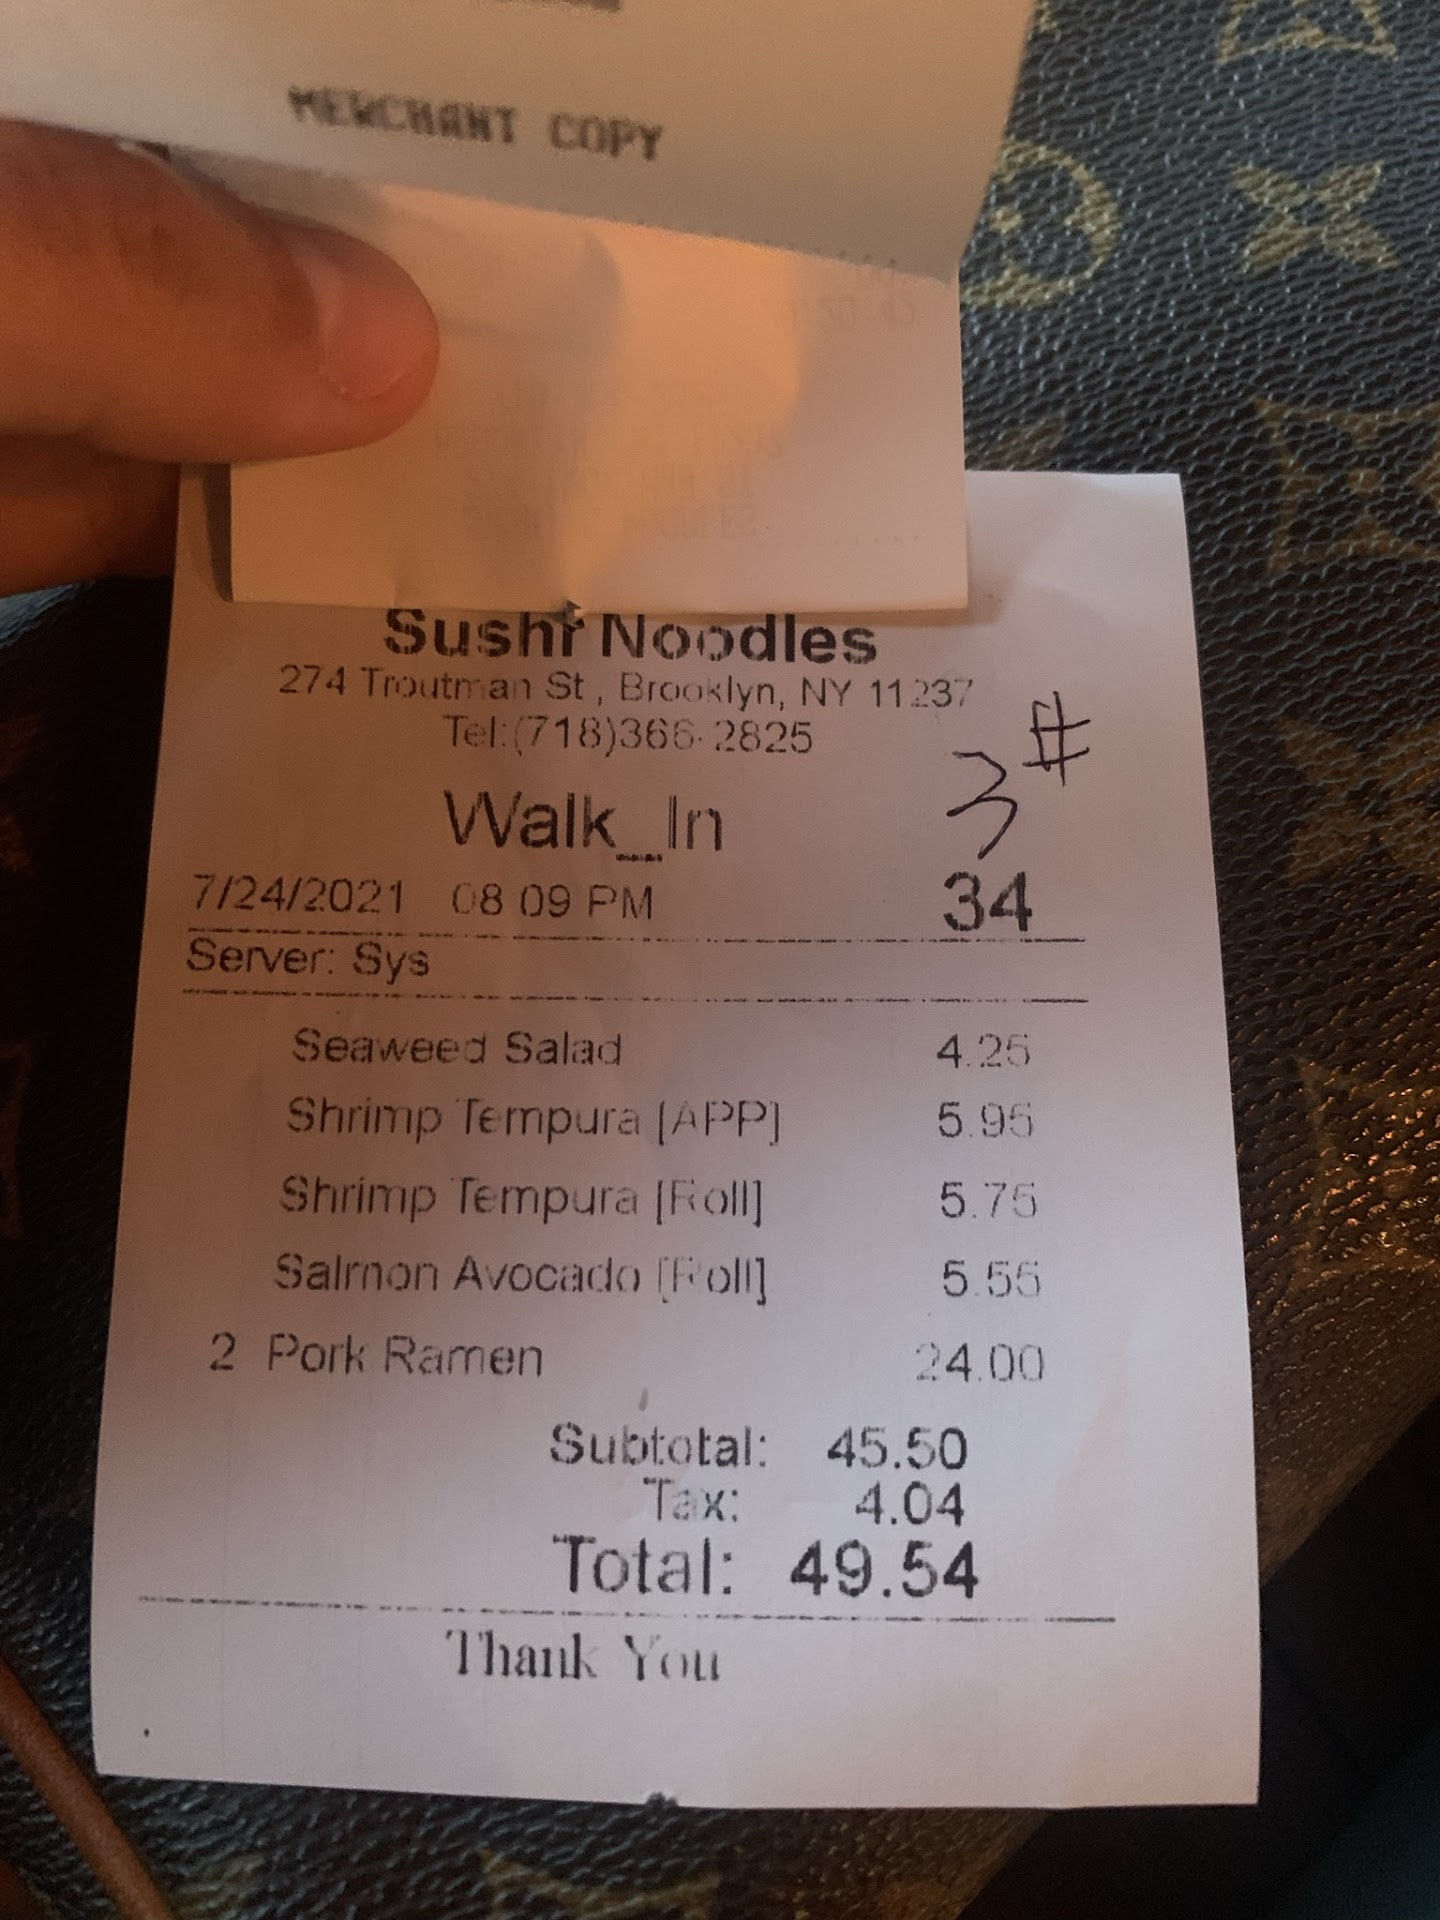 MERCHANT COPY
Sushi Noodles
274 Troutman St , Brooklyn, NY 11237
Tel:(718)366-2825
3#
Walk_In
7/24/2021 08 09 PM 34
Server: Sys
Seaweed Salad 4.25
Shrimp Tempura [APP] 5.95
Shrimp Tempura [Roll] 5.75
Salmon Avocado [Roll] 5.55
2 Pork Ramen 24.00
Subtotal: 45.50
Tax: 4.04
Total: 49.54
Thank You